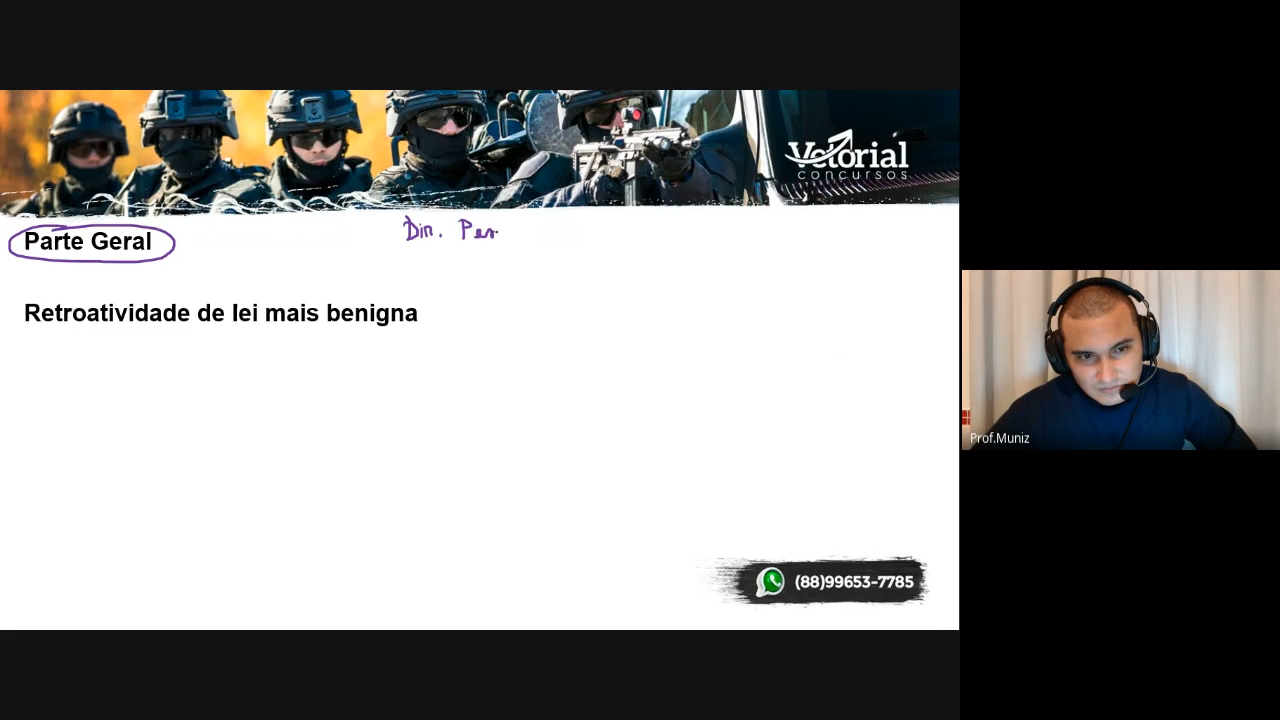 Vetorial
concursos
Parte Geral
Dir. Pen
Retroatividade de lei mais benigna
Prof.Muniz
(88)99653-7785